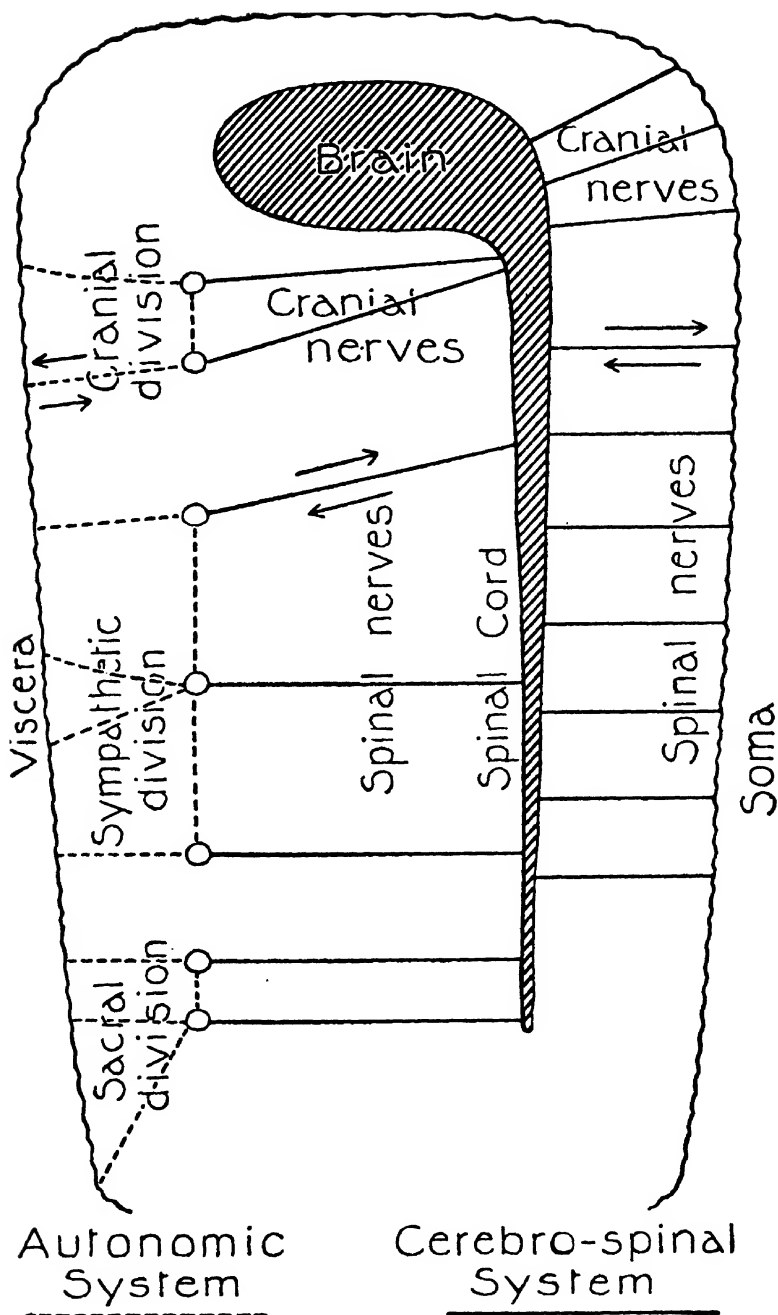 Brain
Cranial
nerves
Cranial
division
Cranial
nerves
Viscera
Sympathetic
division
Spinal nerves
Spinal Cord
Spinal nerves
Soma
Sacral
division
Autonomic
System
Cerebro-spinal
System